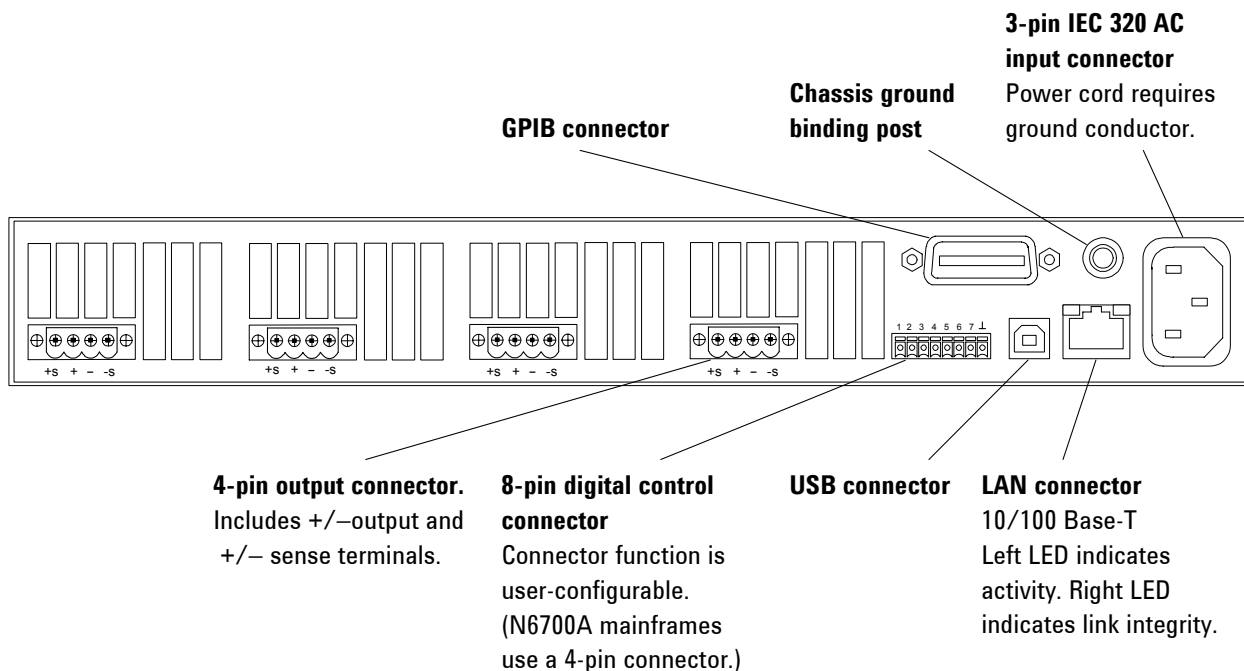 3-pin IEC 320 AC
input connector
Power cord requires
ground conductor.
Chassis ground
binding post
GPIB connector
1 2 3 4 5 6 7 ⊥
+s + – -s
+s + – -s
+s + – -s
+s + – -s
4-pin output connector.
Includes +/–output and
+/– sense terminals.
8-pin digital control
connector
Connector function is
user-configurable.
(N6700A mainframes
use a 4-pin connector.)
USB connector
LAN connector
10/100 Base-T
Left LED indicates
activity. Right LED
indicates link integrity.